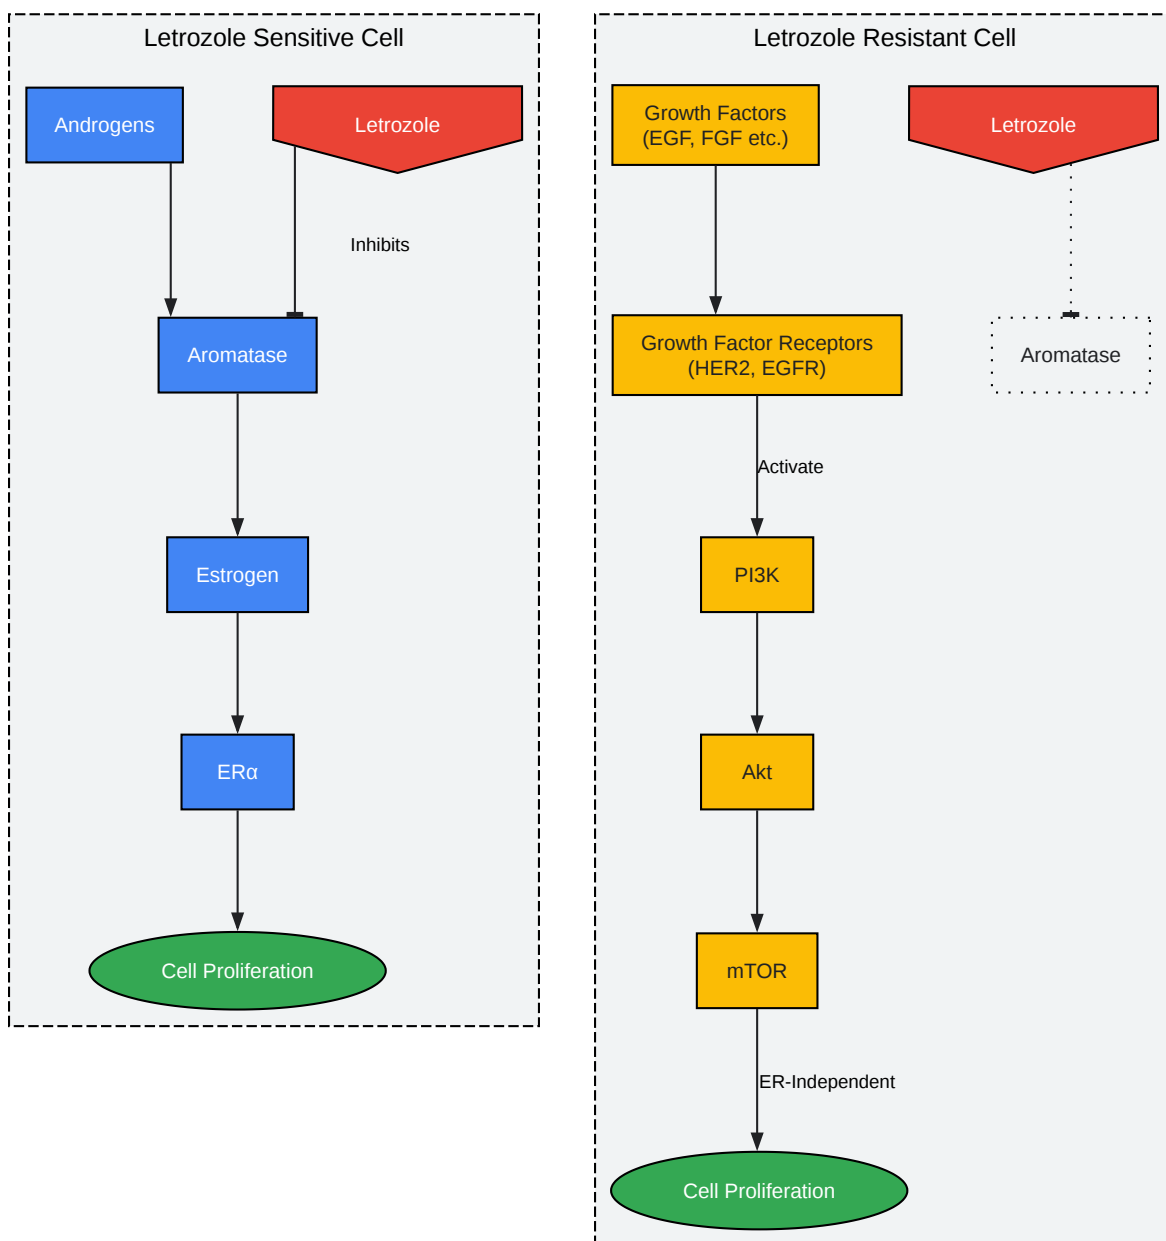 Letrozole Sensitive Cell
Androgens
Letrozole
Inhibits
Aromatase
Estrogen
ERα
Cell Proliferation
Letrozole Resistant Cell
Growth Factors
(EGF, FGF etc.)
Letrozole
Growth Factor Receptors
(HER2, EGFR)
Aromatase
Activate
PI3K
Akt
mTOR
ER-Independent
Cell Proliferation